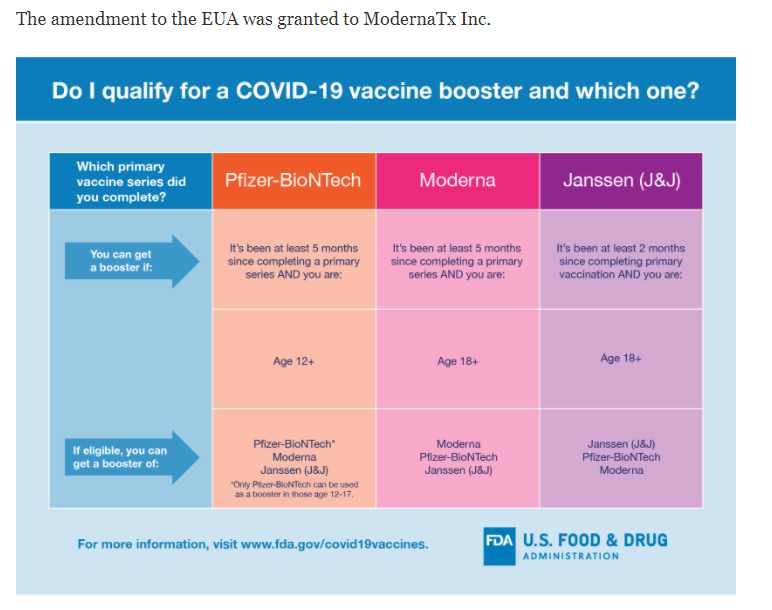 The amendment to the EUA was granted to ModernaTx Inc.
Do I qualify for a COVID-19 vaccine booster and which one?
Which primary
vaccine series did
you complete?
Pfizer-BioNTech
Moderna
Janssen (J&J)
You can get
a booster if:
It's been at least 5 months
since completing a primary
series AND you are:
It's been at least 5 months
since completing a primary
series AND you are:
It's been at least 2 months
since completing primary
vaccination AND you are:
Age 12+
Age 18+
Age 18+
If eligible, you can
get a booster of:
Pfizer-BioNTech*
Moderna
Janssen (J&J)
*Only Pfizer-BioNTech can be used
as a booster in those age 12-17.
Moderna
Pfizer-BioNTech
Janssen (J&J)
Janssen (J&J)
Pfizer-BioNTech
Moderna
For more information, visit www.fda.gov/covid19vaccines.
FDA U.S. FOOD & DRUG
ADMINISTRATION